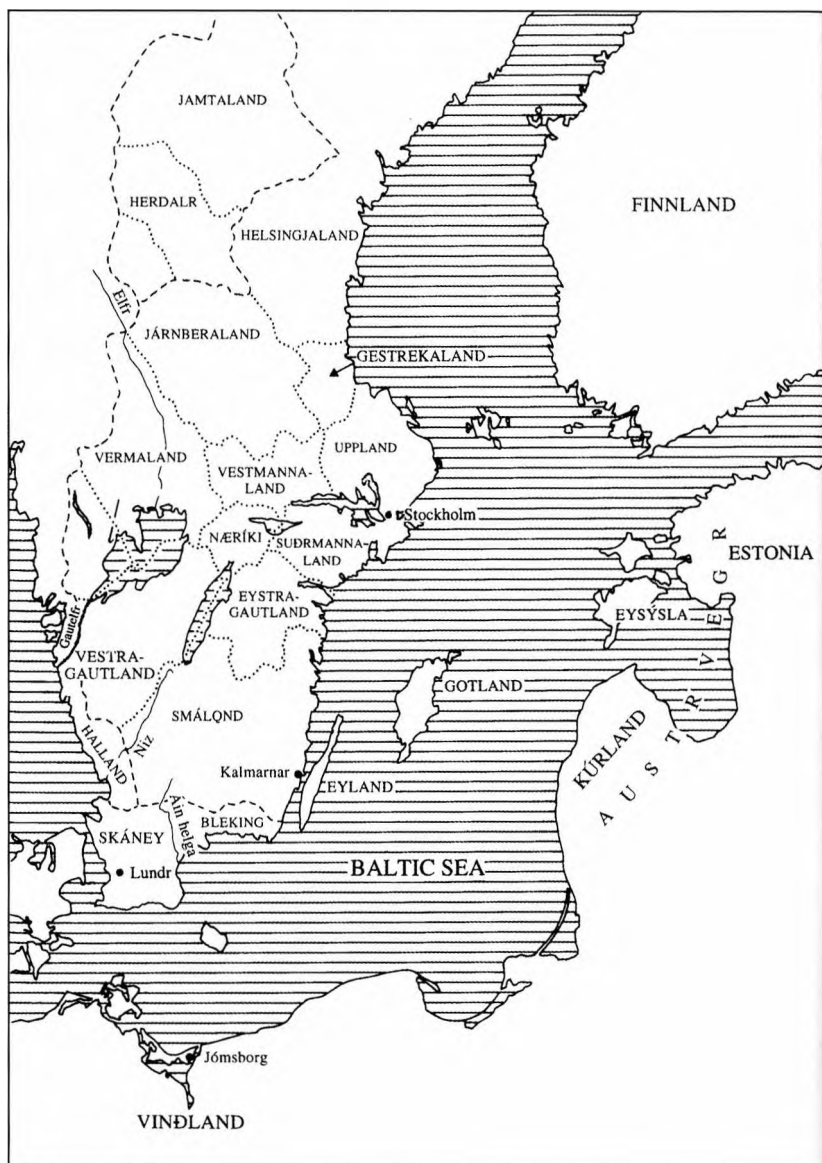 JAMTALAND
HERDALR
FINNLAND
HELSINGJALAND
Elfr
JÁRNBERALAND
GESTREKALAND
UPPLAND
VERMALAND
VESTMANNA-
LAND
Stockholm
NÆRÍKI
SUÐRMANNA-
LAND
ESTONIA
EYSTRA-
GAUTLAND
EYSÝSLA
Gautelfr
VESTRA-
GAUTLAND
GOTLAND
SMÁLǪND
KÚRLAND
AUSTRVEGR
HALLAND
Niz
Kalmarnar
EYLAND
Áin helga
BLEKING
SKÁNEY
Lundr
BALTIC SEA
Jómsborg
VINÐLAND